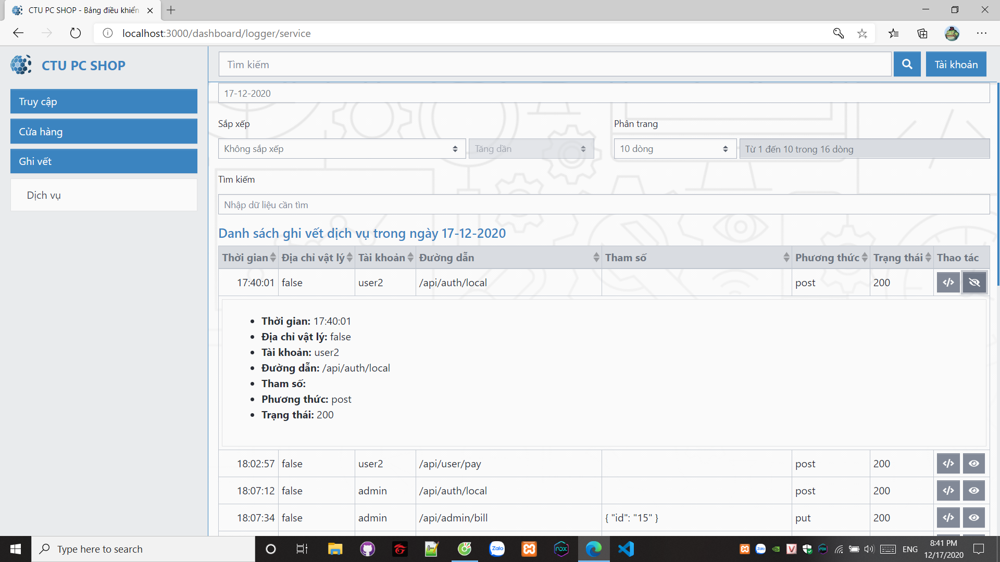 CTU PC SHOP - Bảng điều khiển
localhost:3000/dashboard/logger/service
CTU PC SHOP
Tìm kiếm
Tài khoản
Truy cập
Cửa hàng
Ghi vết
Dịch vụ
17-12-2020
Sắp xếp
Phân trang
Không sắp xếp
Tăng dần
10 dòng
Từ 1 đến 10 trong 16 dòng
Tìm kiếm
Nhập dữ liệu cần tìm
Danh sách ghi vết dịch vụ trong ngày 17-12-2020
Thời gian Địa chỉ vật lý Tài khoản Đường dẫn Tham số Phương thức Trạng thái Thao tác
17:40:01 false user2 /api/auth/local post 200
Thời gian: 17:40:01
Địa chỉ vật lý: false
Tài khoản: user2
Đường dẫn: /api/auth/local
Tham số:
Phương thức: post
Trạng thái: 200
18:02:57 false user2 /api/user/pay post 200
18:07:12 false admin /api/auth/local post 200
18:07:34 false admin /api/admin/bill { "id": "15" } put 200
Type here to search
Zalo
nox
ENG
8:41 PM
12/17/2020